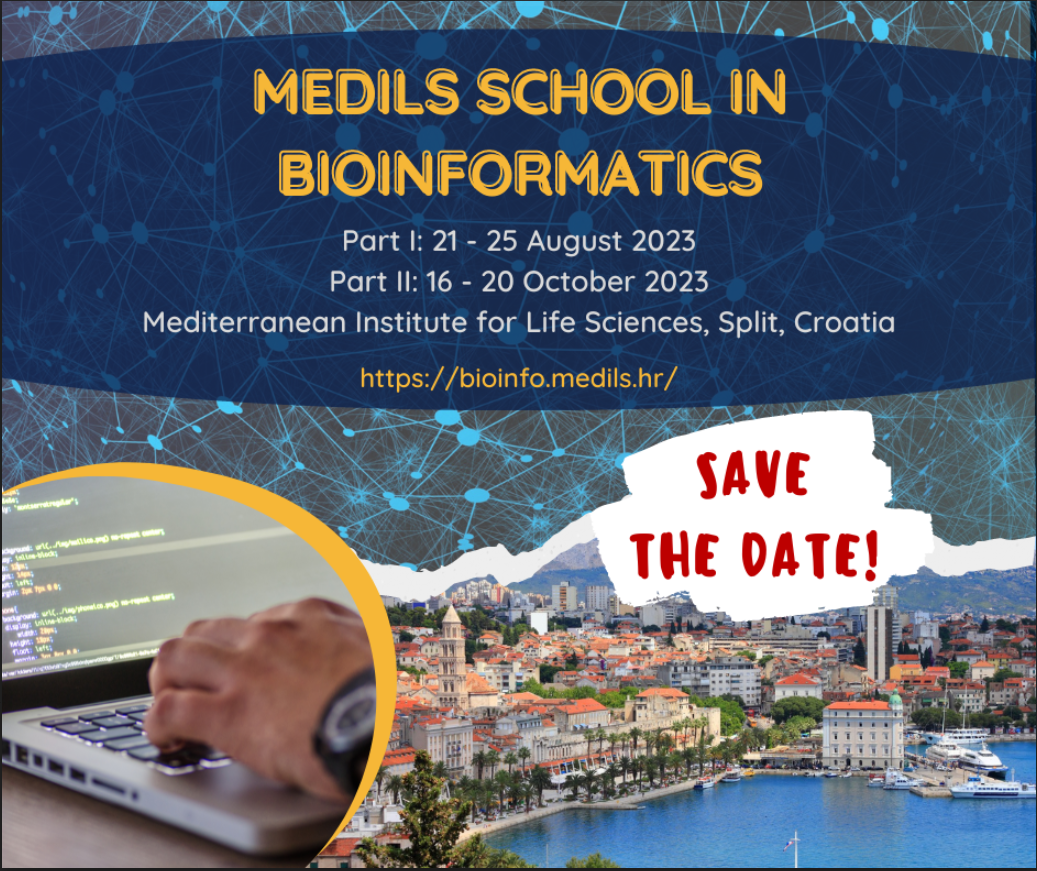 MEDILS SCHOOL IN
BIOINFORMATICS
Part I: 21 - 25 August 2023
Part II: 16 - 20 October 2023
Mediterranean Institute for Life Sciences, Split, Croatia
https://bioinfo.medils.hr/
SAVE
THE DATE!